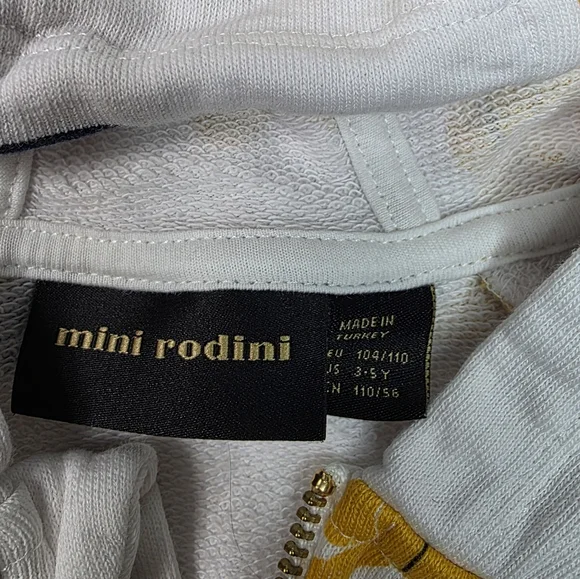 mini rodini
MADE IN
TURKEY
EU 104/110
US 3-5Y
CN 110/56